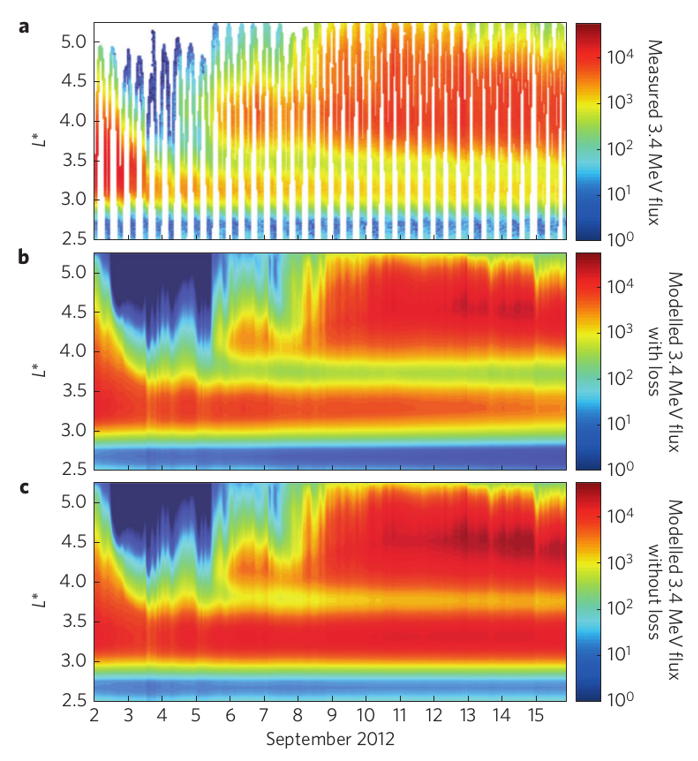 a
5.0
4.5
4.0
3.5
3.0
2.5
L*
10⁴
10³
10²
10¹
10⁰
Measured 3.4 MeV flux
b
5.0
4.5
4.0
3.5
3.0
2.5
L*
10⁴
10³
10²
10¹
10⁰
Modelled 3.4 MeV flux
with loss
c
5.0
4.5
4.0
3.5
3.0
2.5
L*
10⁴
10³
10²
10¹
10⁰
Modelled 3.4 MeV flux
without loss
2 3 4 5 6 7 8 9 10 11 12 13 14 15
September 2012